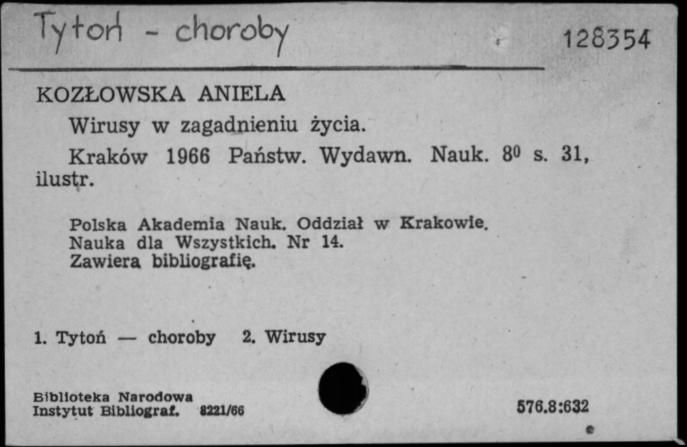 Tytoń - choroby 128354
KOZŁOWSKA ANIELA
Wirusy w zagadnieniu życia.
Kraków 1966 Państw. Wydawn. Nauk. 8⁰ s. 31,
ilustr.
Polska Akademia Nauk. Oddział w Krakowie.
Nauka dla Wszystkich. Nr 14.
Zawiera bibliografię.
1. Tytoń — choroby 2. Wirusy
Biblioteka Narodowa
Instytut Bibliograf. 8221/66 576.8:632